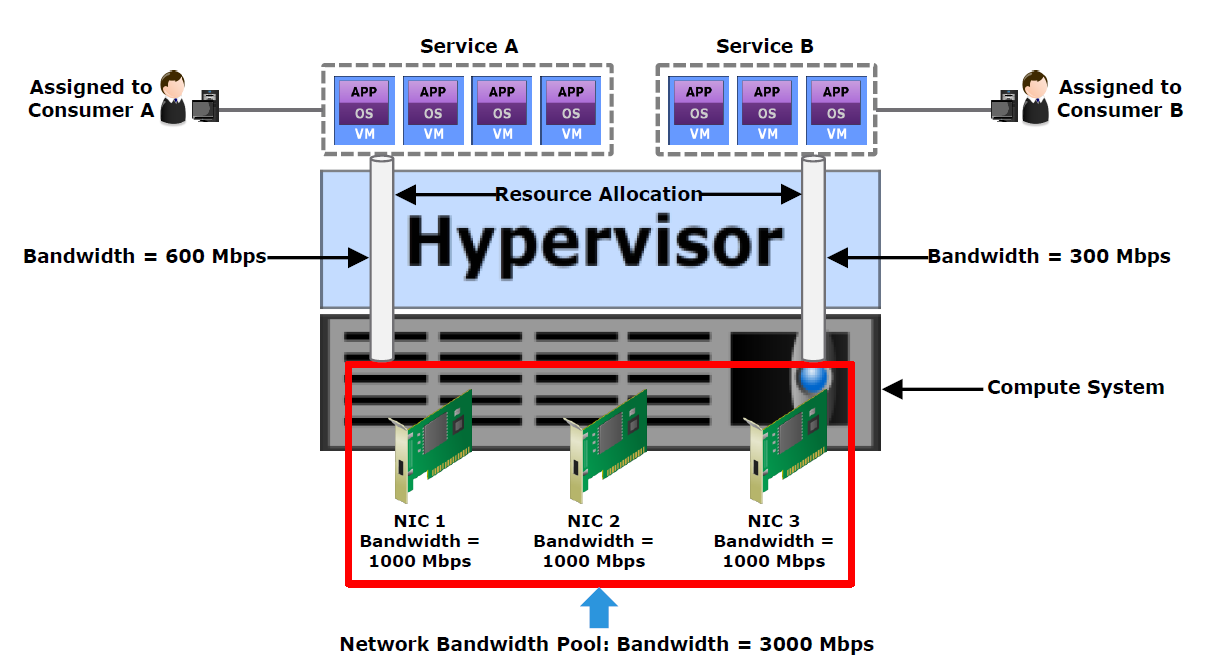 Service A
Service B
Assigned to
Consumer A
APP
OS
VM
APP
OS
VM
APP
OS
VM
APP
OS
VM
APP
OS
VM
APP
OS
VM
APP
OS
VM
Assigned to
Consumer B
Resource Allocation
Hypervisor
Bandwidth = 600 Mbps
Bandwidth = 300 Mbps
Compute System
NIC 1
Bandwidth =
1000 Mbps
NIC 2
Bandwidth =
1000 Mbps
NIC 3
Bandwidth =
1000 Mbps
Network Bandwidth Pool: Bandwidth = 3000 Mbps